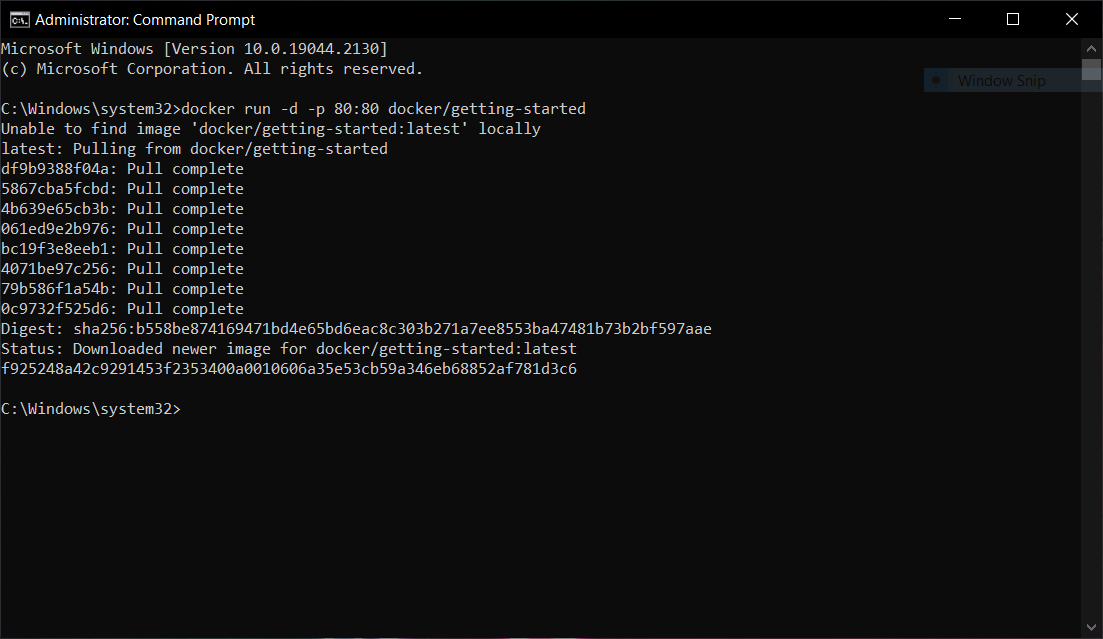 Administrator: Command Prompt
Microsoft Windows [Version 10.0.19044.2130]
(c) Microsoft Corporation. All rights reserved.
Window Snip
C:\Windows\system32>docker run -d -p 80:80 docker/getting-started
Unable to find image 'docker/getting-started:latest' locally
latest: Pulling from docker/getting-started
df9b9388f04a: Pull complete
5867cba5fcbd: Pull complete
4b639e65cb3b: Pull complete
061ed9e2b976: Pull complete
bc19f3e8eeb1: Pull complete
4071be97c256: Pull complete
79b586f1a54b: Pull complete
0c9732f525d6: Pull complete
Digest: sha256:b558be874169471bd4e65bd6eac8c303b271a7ee8553ba47481b73b2bf597aae
Status: Downloaded newer image for docker/getting-started:latest
f925248a42c9291453f2353400a0010606a35e53cb59a346eb68852af781d3c6
C:\Windows\system32>